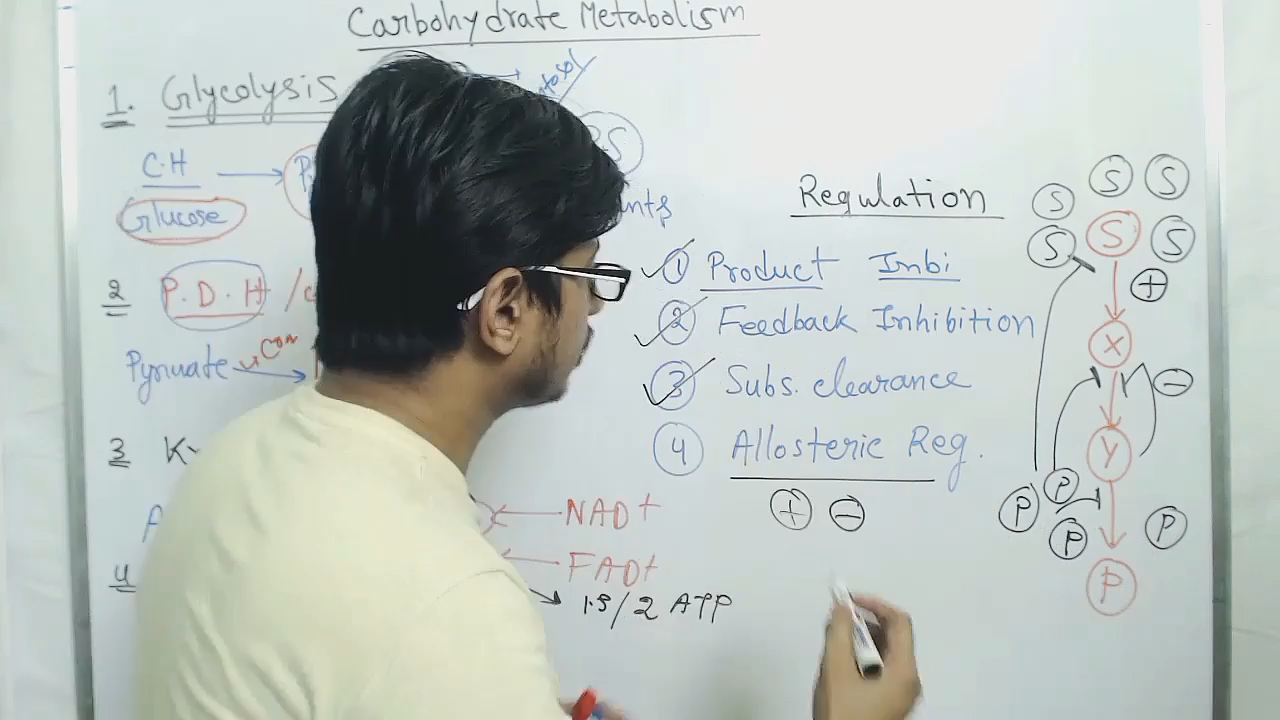 Carbohydrate Metabolism
1. Glycolysis
C.H
Glucose
2 P.D.H /
Pyruvate
3
4
NAD+
FAD+
1.5/2 ATP
Regulation
1 Product Inbi
2 Feedback Inhibition
3 Subs. clearance
4 Allosteric Reg.
+ -
S S S
S S S
+
X
-
Y
P P
P P
P